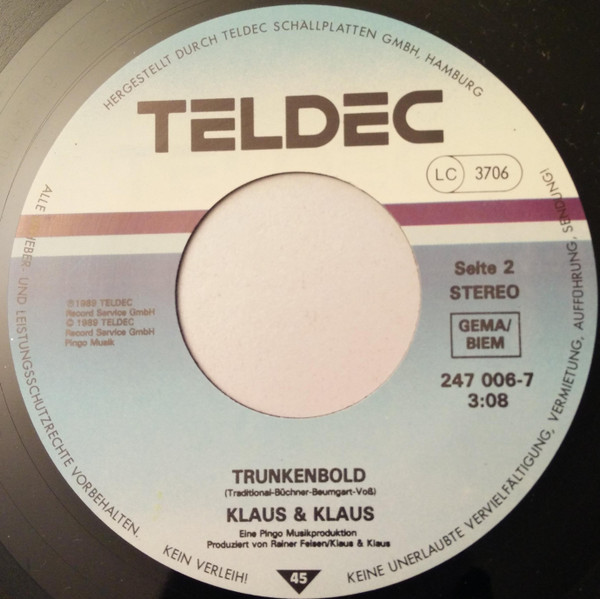 HERGESTELLT DURCH TELDEC SCHALLPLATTEN GMBH, HAMBURG
TELDEC
LC 3706
Seite 2
STEREO
GEMA/
BIEM
247 006-7
3:08
℗ 1989 TELDEC
Record Service GmbH
© 1989 TELDEC
Record Service GmbH
Pingo Musik
TRUNKENBOLD
(Traditional-Büchner-Baumgart-Voß)
KLAUS & KLAUS
Eine Pingo Musikproduktion
Produziert von Rainer Felsen/Klaus & Klaus
45
ALLE UND LEISTUNGSSCHUTZRECHTE VORBEHALTEN.
KEIN VERLEIH!
KEINE UNERLAUBTE VERVIELFÄLTIGUNG, VERMIETUNG, AUFFÜHRUNG, SENDUNG!